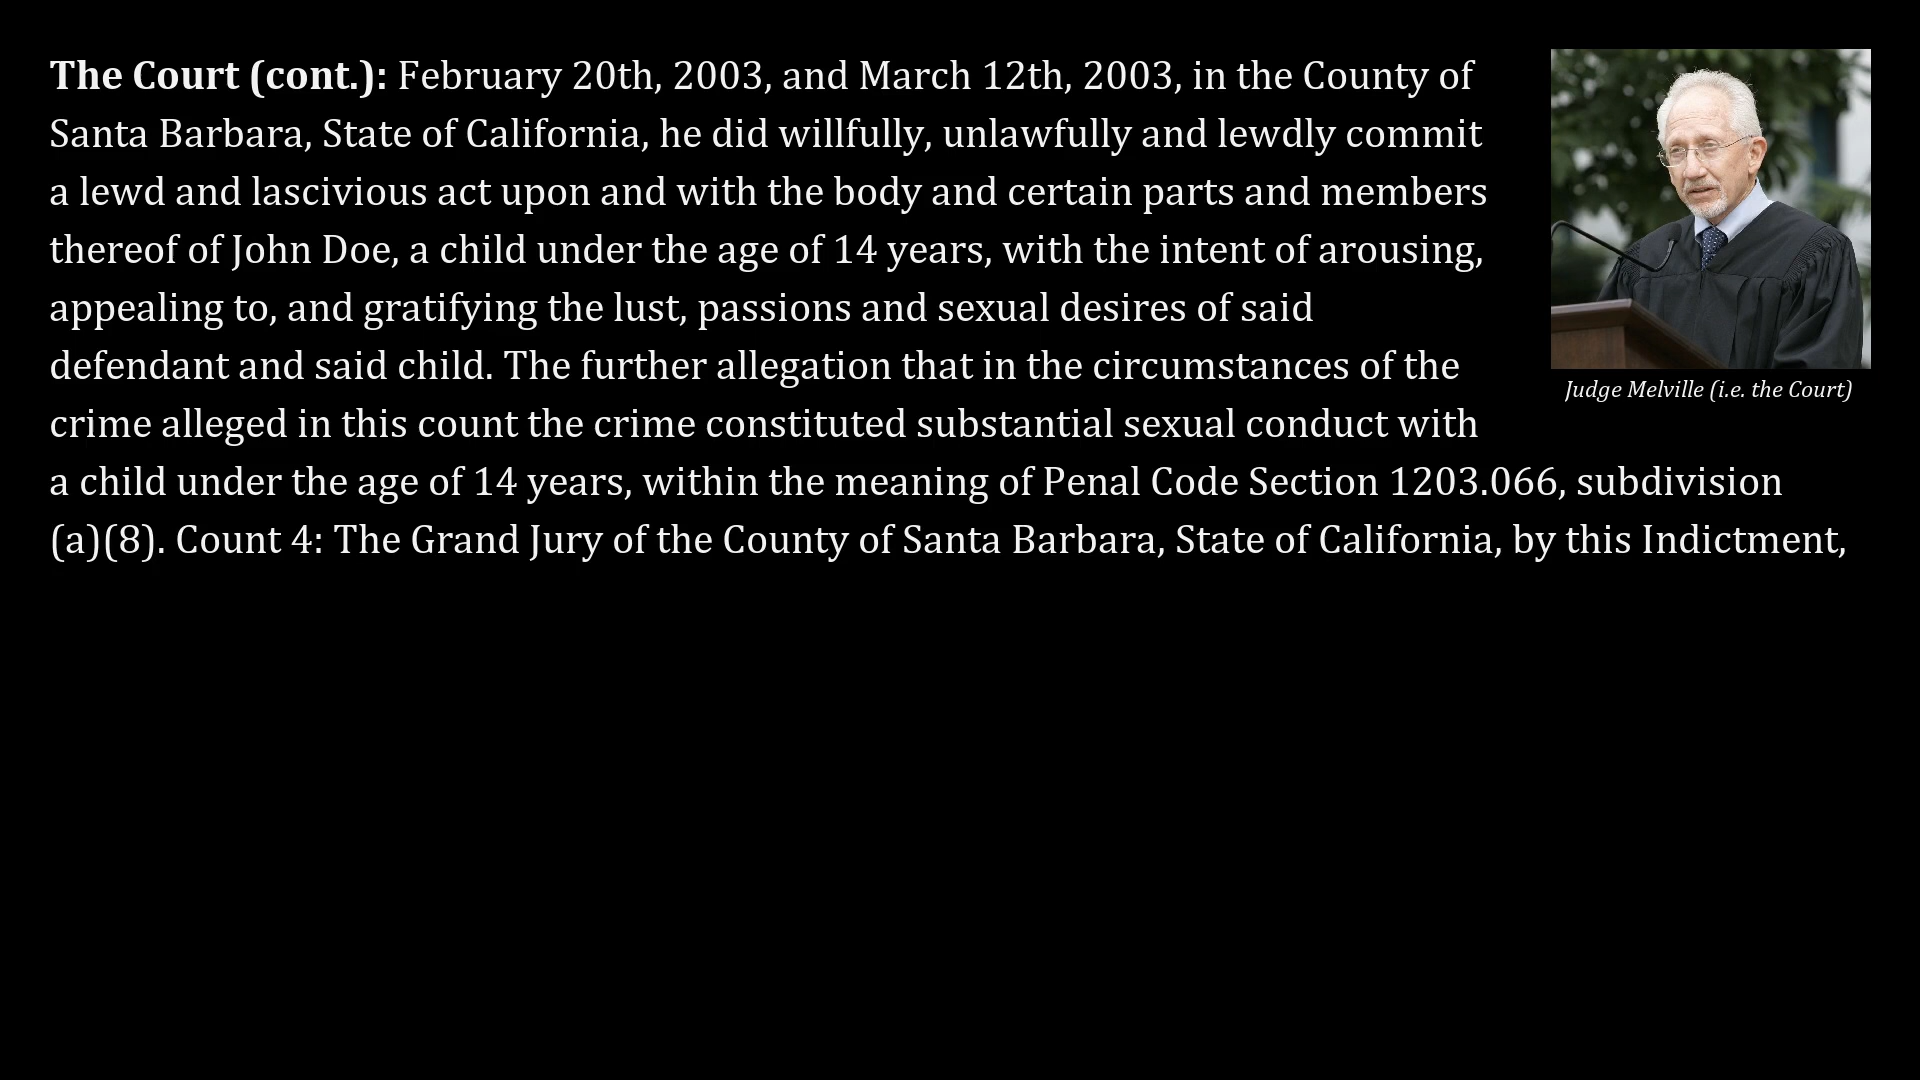 The Court (cont.): February 20th, 2003, and March 12th, 2003, in the County of
Santa Barbara, State of California, he did willfully, unlawfully and lewdly commit
a lewd and lascivious act upon and with the body and certain parts and members
thereof of John Doe, a child under the age of 14 years, with the intent of arousing,
appealing to, and gratifying the lust, passions and sexual desires of said
defendant and said child. The further allegation that in the circumstances of the
crime alleged in this count the crime constituted substantial sexual conduct with
a child under the age of 14 years, within the meaning of Penal Code Section 1203.066, subdivision
(a)(8). Count 4: The Grand Jury of the County of Santa Barbara, State of California, by this Indictment,
Judge Melville (i.e. the Court)